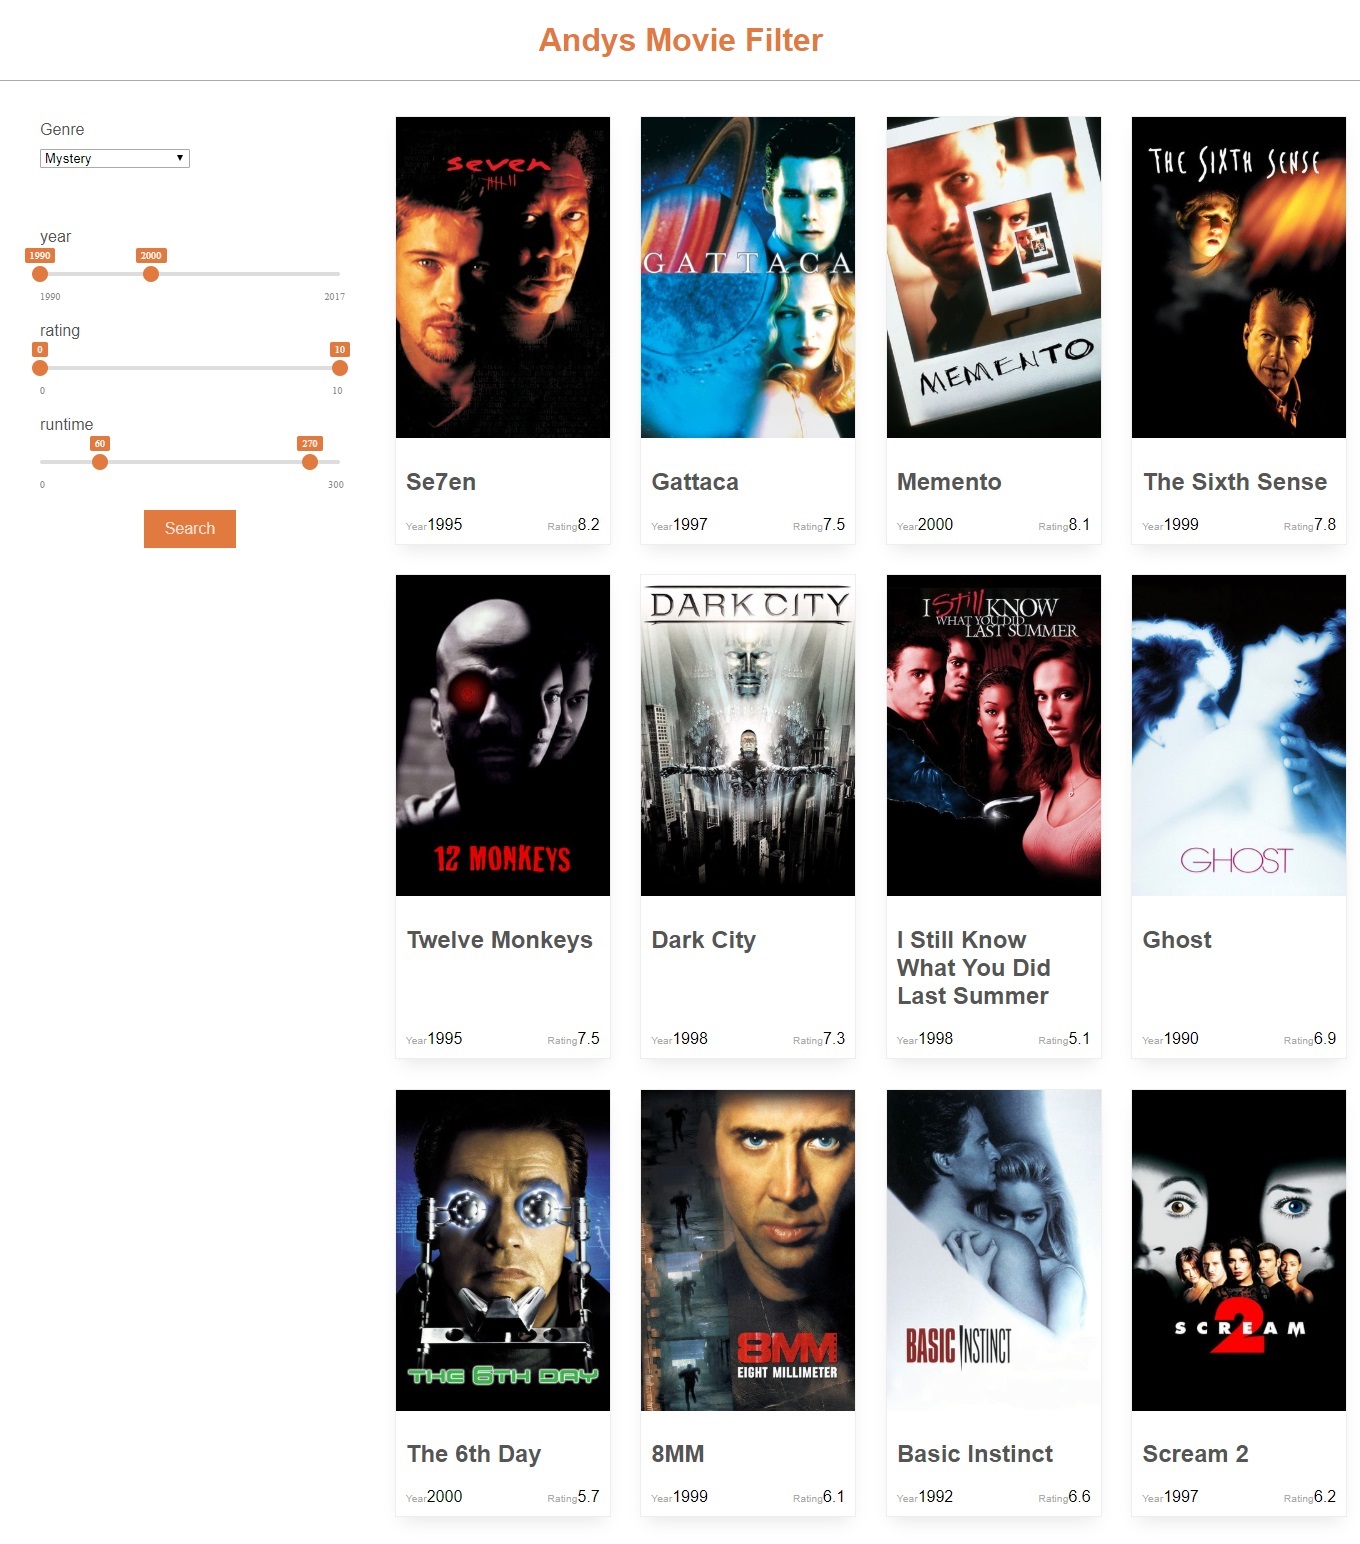 Andys Movie Filter
Genre
Mystery
year
1990 2000
1990 2017
rating
0 10
0 10
runtime
60 270
0 300
Search
seven
GATTACA
MEMENTO
THE SIXTH SENSE
Se7en
Gattaca
Memento
The Sixth Sense
Year1995 Rating8.2
Year1997 Rating7.5
Year2000 Rating8.1
Year1999 Rating7.8
12 MONKEYS
DARK CITY
I Still KNOW
WHAT YOU DID
LAST SUMMER
GHOST
Twelve Monkeys
Dark City
I Still Know
What You Did
Last Summer
Ghost
Year1995 Rating7.5
Year1998 Rating7.3
Year1998 Rating5.1
Year1990 Rating6.9
THE 6TH DAY
8MM
EIGHT MILLIMETER
BASIC INSTINCT
SCREAM
2
The 6th Day
8MM
Basic Instinct
Scream 2
Year2000 Rating5.7
Year1999 Rating6.1
Year1992 Rating6.6
Year1997 Rating6.2